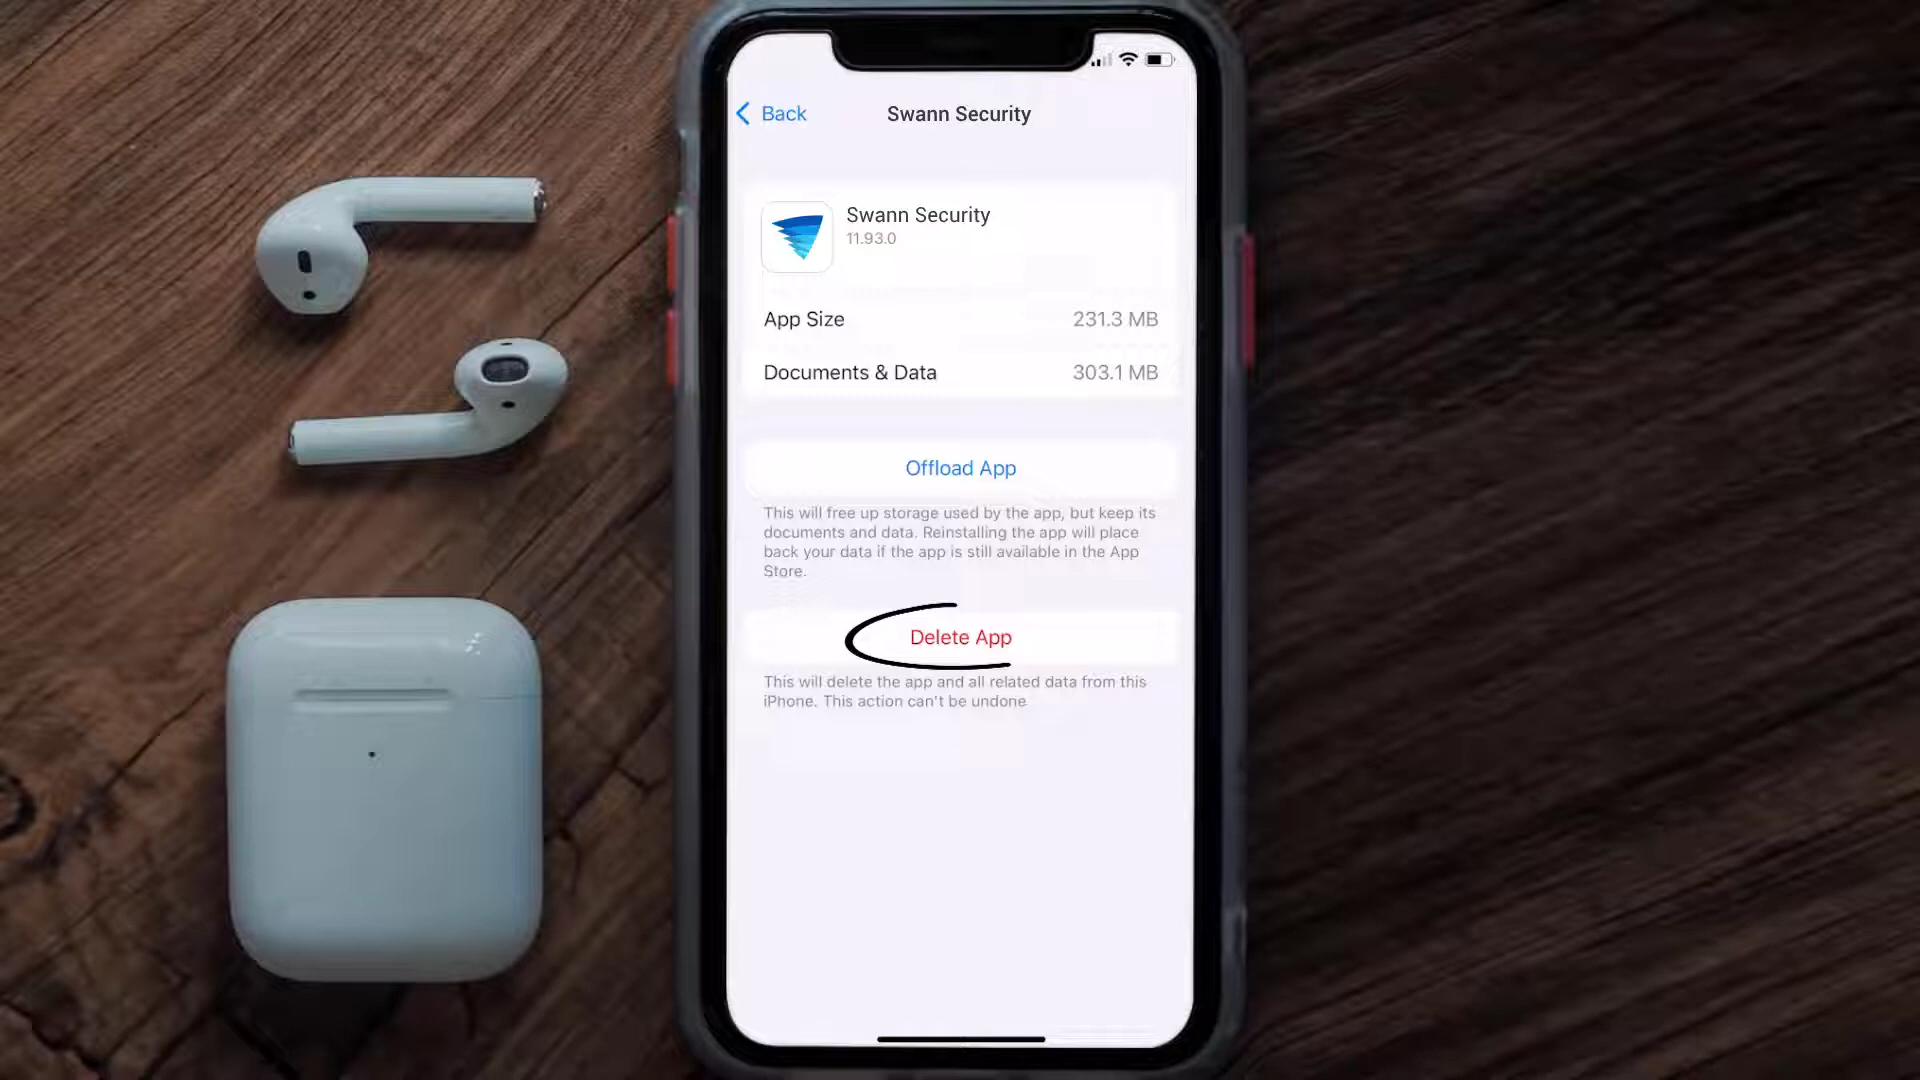 Back
Swann Security
Swann Security
11.93.0
App Size
231.3 MB
Documents & Data
303.1 MB
Offload App
This will free up storage used by the app, but keep its
documents and data. Reinstalling the app will place
back your data if the app is still available in the App
Store.
Delete App
This will delete the app and all related data from this
iPhone. This action can't be undone